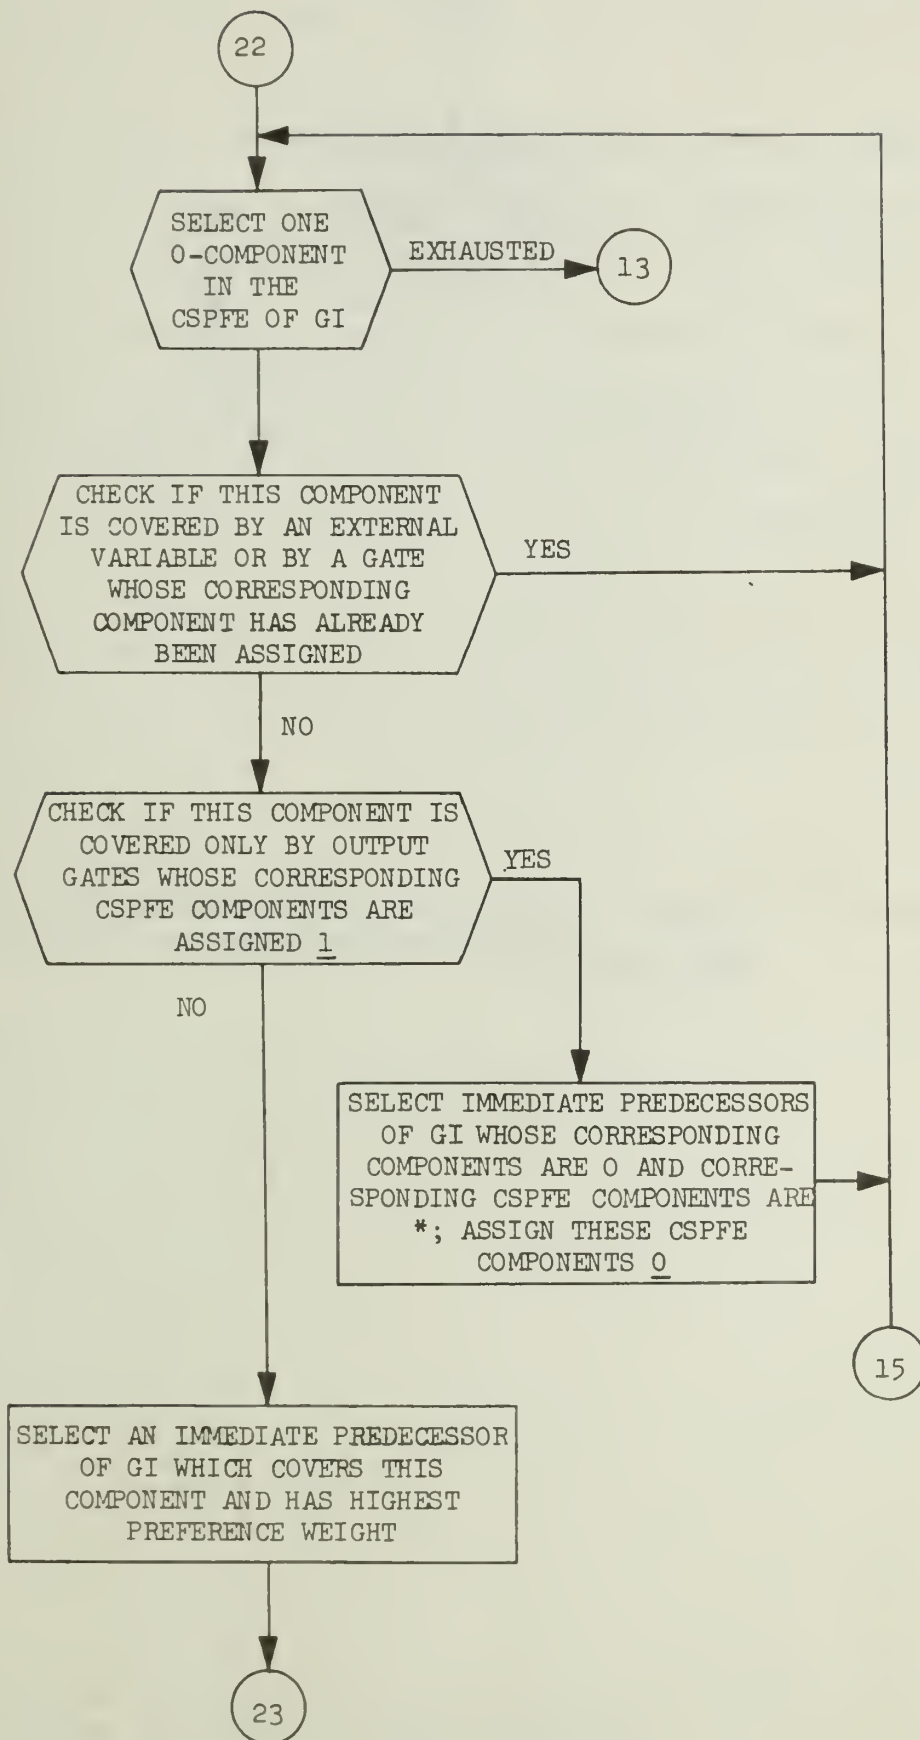 22
SELECT ONE
0-COMPONENT
IN THE
CSPFE OF GI
EXHAUSTED
13
CHECK IF THIS COMPONENT
IS COVERED BY AN EXTERNAL
VARIABLE OR BY A GATE
WHOSE CORRESPONDING
COMPONENT HAS ALREADY
BEEN ASSIGNED
YES
NO
CHECK IF THIS COMPONENT IS
COVERED ONLY BY OUTPUT
GATES WHOSE CORRESPONDING
CSPFE COMPONENTS ARE
ASSIGNED 1
YES
NO
SELECT IMMEDIATE PREDECESSORS
OF GI WHOSE CORRESPONDING
COMPONENTS ARE 0 AND CORRE-
SPONDING CSPFE COMPONENTS ARE
*; ASSIGN THESE CSPFE
COMPONENTS 0
15
SELECT AN IMMEDIATE PREDECESSOR
OF GI WHICH COVERS THIS
COMPONENT AND HAS HIGHEST
PREFERENCE WEIGHT
23